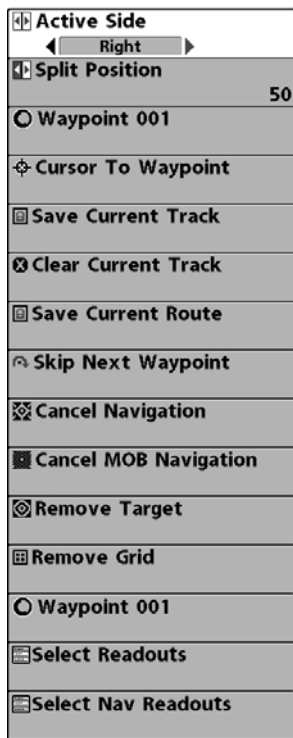 Active Side
Right
Split Position
50
Waypoint 001
Cursor To Waypoint
Save Current Track
Clear Current Track
Save Current Route
Skip Next Waypoint
Cancel Navigation
Cancel MOB Navigation
Remove Target
Remove Grid
Waypoint 001
Select Readouts
Select Nav Readouts